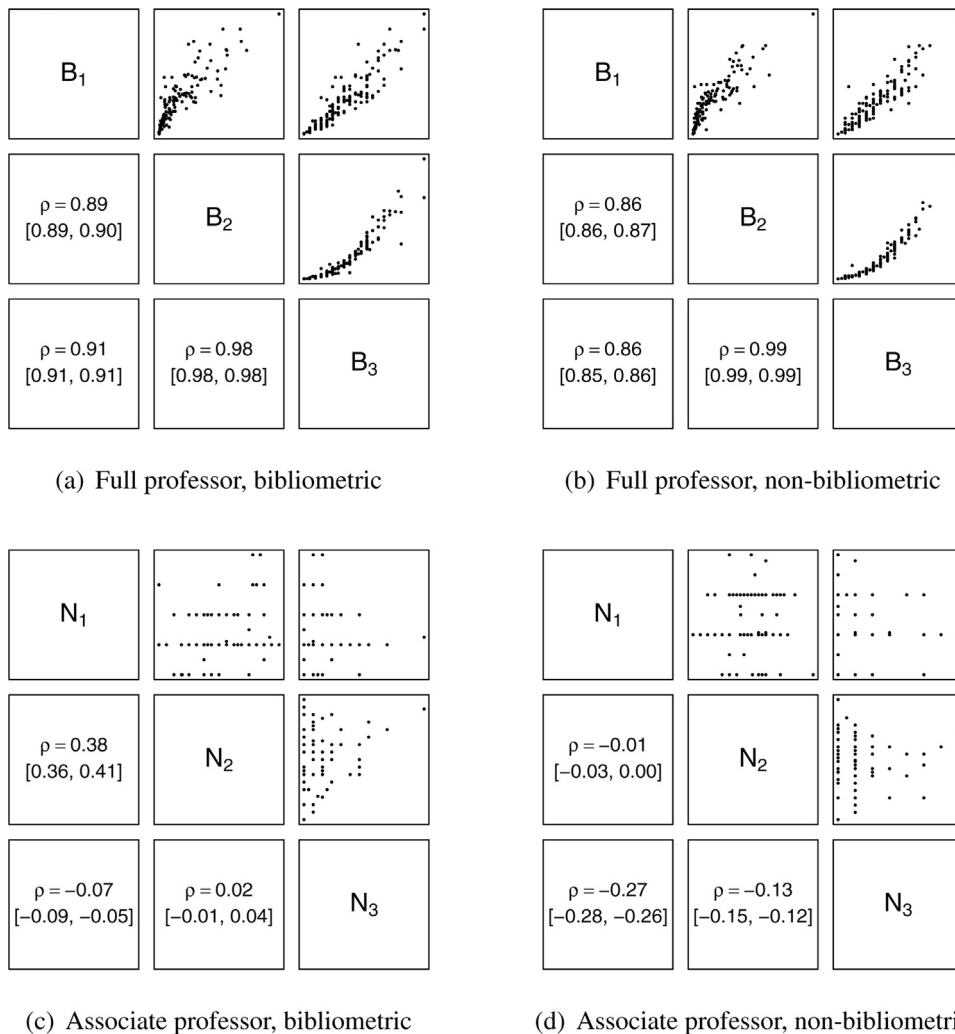 B1
B1
ρ = 0.89
[0.89, 0.90]
B2
ρ = 0.86
[0.86, 0.87]
B2
ρ = 0.91
[0.91, 0.91]
ρ = 0.98
[0.98, 0.98]
B3
ρ = 0.86
[0.85, 0.86]
ρ = 0.99
[0.99, 0.99]
B3
(a) Full professor, bibliometric
(b) Full professor, non-bibliometric
N1
N1
ρ = 0.38
[0.36, 0.41]
N2
ρ = −0.01
[−0.03, 0.00]
N2
ρ = −0.07
[−0.09, −0.05]
ρ = 0.02
[−0.01, 0.04]
N3
ρ = −0.27
[−0.28, −0.26]
ρ = −0.13
[−0.15, −0.12]
N3
(c) Associate professor, bibliometric
(d) Associate professor, non-bibliometri